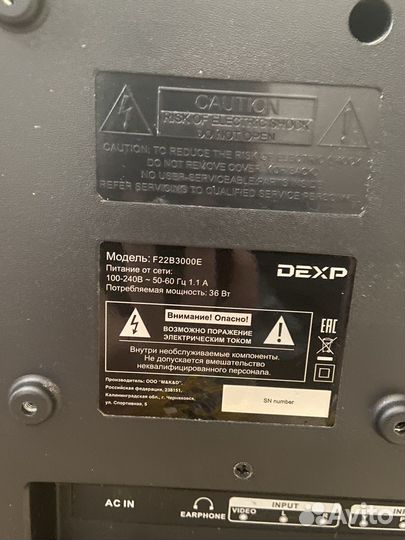 CAUTION
RISK OF ELECTRIC SHOCK
DO NOT OPEN
CAUTION: TO REDUCE THE RISK OF ELECTRIC SHOCK
DO NOT REMOVE COVER (OR BACK)
NO USER-SERVICEABLE PARTS INSIDE
REFER SERVICING TO QUALIFIED SERVICE PERSONNEL
Модель: F22B3000E
DEXP
Питание от сети:
100-240В ~ 50-60 Гц 1.1 А
Потребляемая мощность: 36 Вт
Внимание! Опасно!
ВОЗМОЖНО ПОРАЖЕНИЕ
ЭЛЕКТРИЧЕСКИМ ТОКОМ
EAC
Внутри необслуживаемые компоненты.
Не допускается вмешательство
неквалифицированного персонала.
Производитель: ООО "M&K&D",
Российская федерация, 238151,
Калининградская обл., г. Черняховск,
ул. Спортивная, 5
SN number
AC IN
EARPHONE
VIDEO
INPUT
L
INPUT
Avito